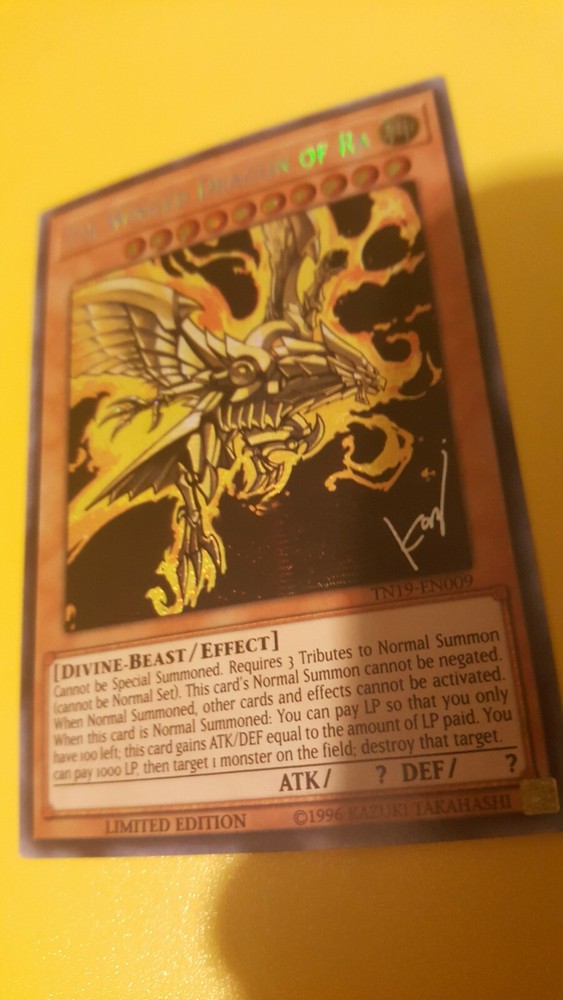 The Winged Dragon of Ra
Kazu
TN19-EN009
[DIVINE-BEAST/EFFECT]
Cannot be Special Summoned. Requires 3 Tributes to Normal Summon
(cannot be Normal Set). This card's Normal Summon cannot be negated.
When Normal Summoned, other cards and effects cannot be activated.
When this card is Normal Summoned: You can pay LP so that you only
have 100 left; this card gains ATK/DEF equal to the amount of LP paid. You
can pay 1000 LP, then target 1 monster on the field; destroy that target.
ATK/ ? DEF/ ?
LIMITED EDITION ©1996 KAZUKI TAKAHASHI